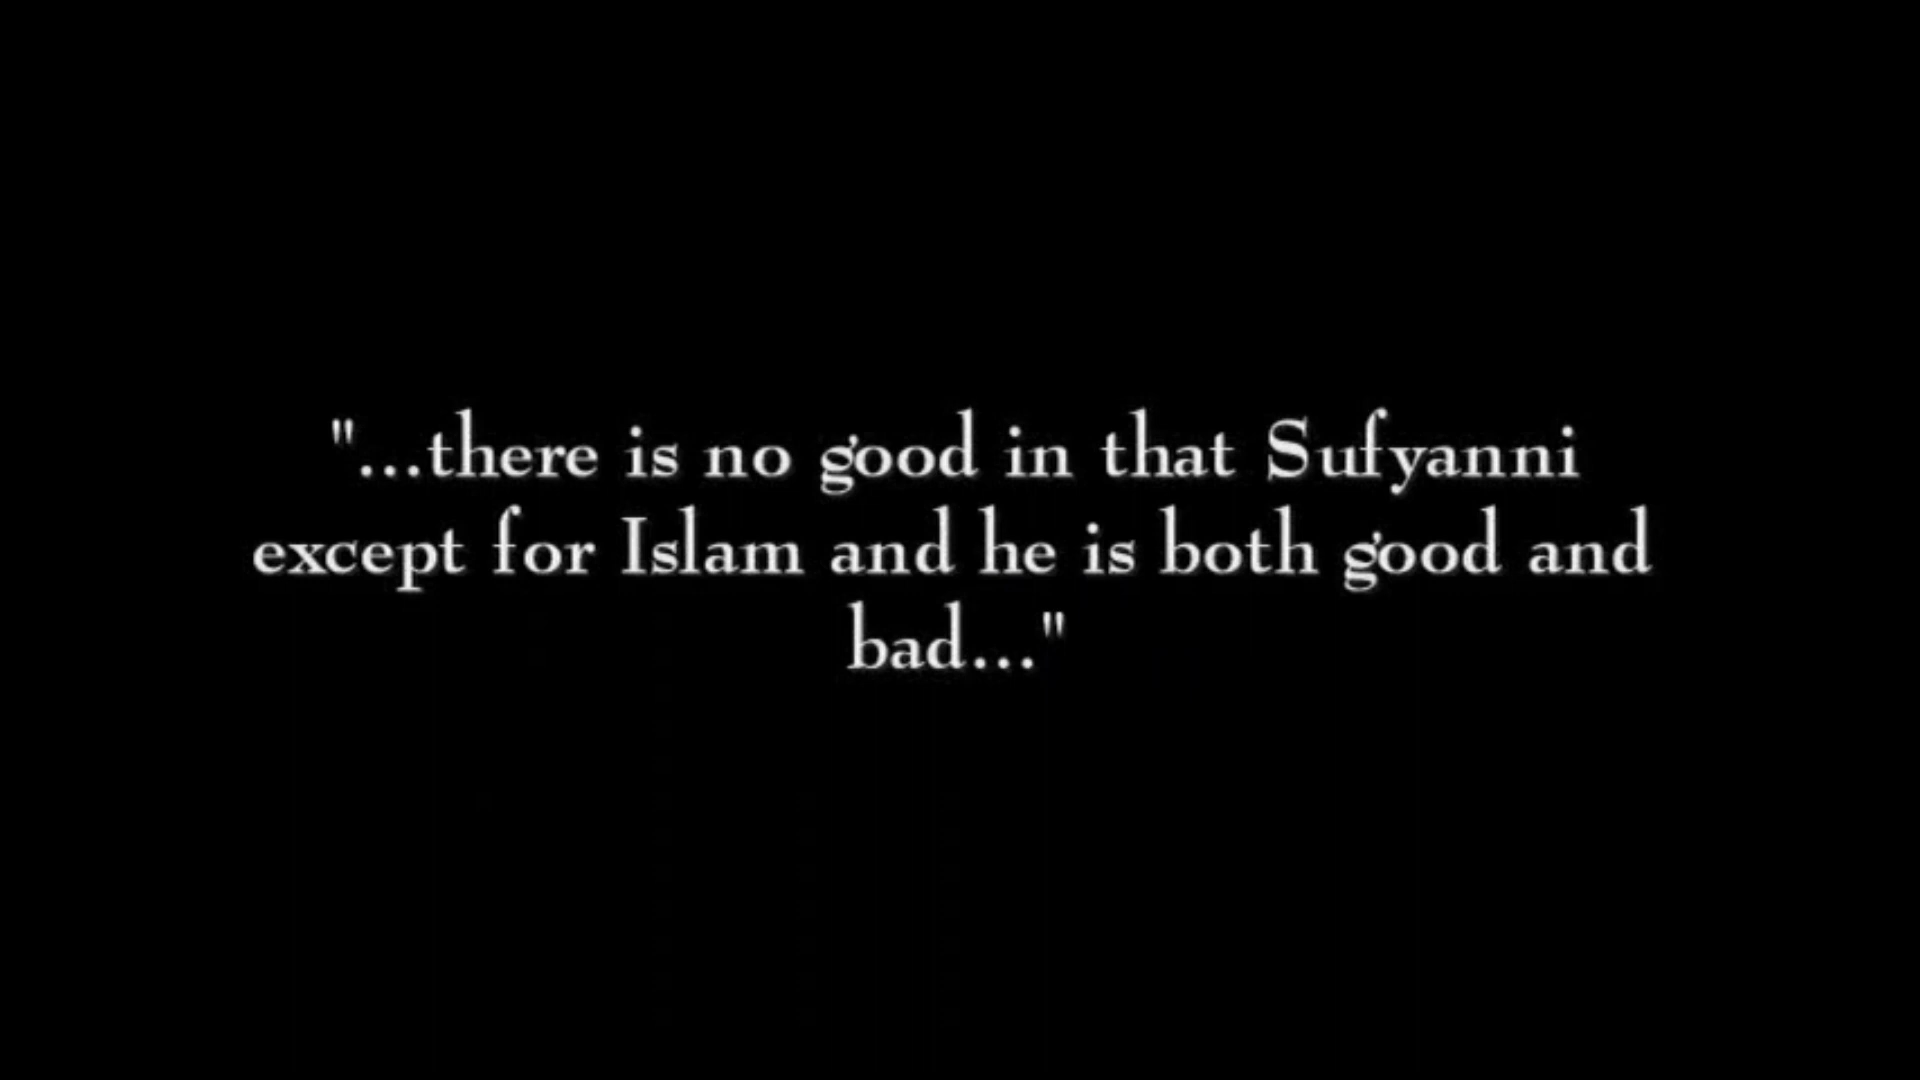 "...there is no good in that Sufyanni
except for Islam and he is both good and
bad..."